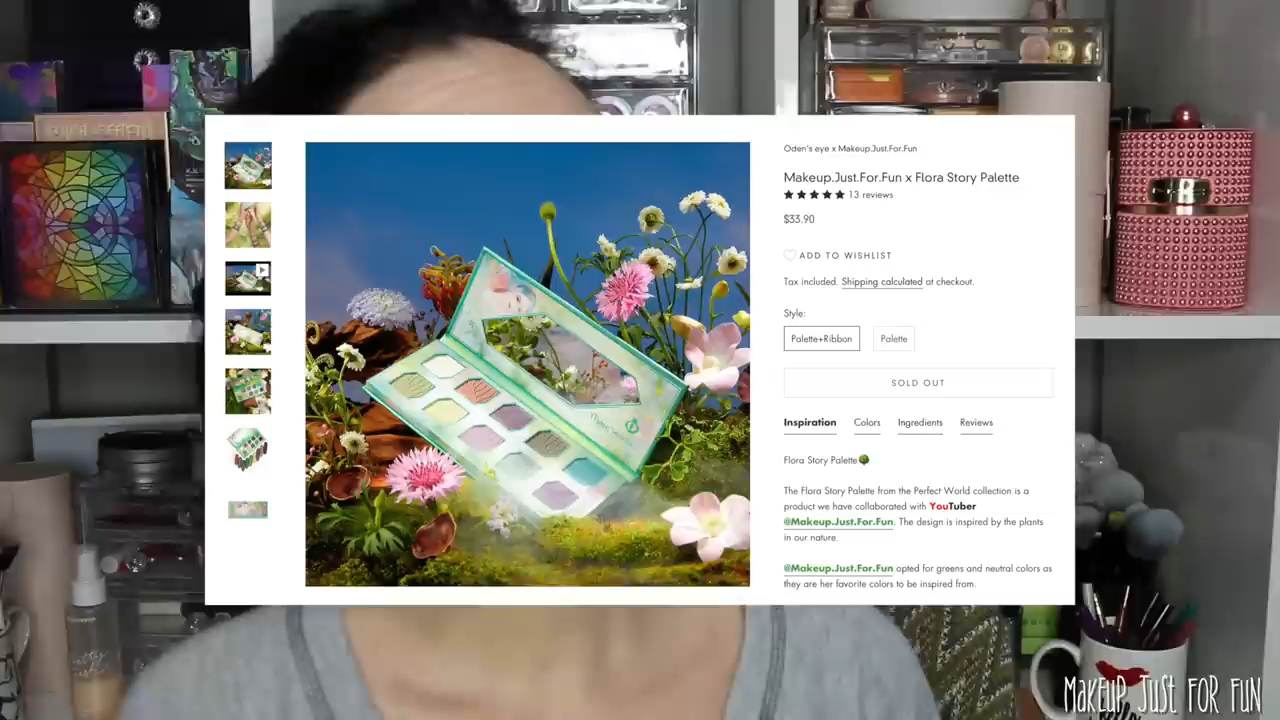 Oden's eye x Makeup.Just.For.Fun
Makeup.Just.For.Fun x Flora Story Palette
13 reviews
$33.90
ADD TO WISHLIST
Tax included. Shipping calculated at checkout.
Style:
Palette+Ribbon
Palette
SOLD OUT
Inspiration Colors Ingredients Reviews
Flora Story Palette
The Flora Story Palette from the Perfect World collection is a
product we have collaborated with YouTuber
@Makeup.Just.For.Fun. The design is inspired by the plants
in our nature.
@Makeup.Just.For.Fun opted for greens and neutral colors as
they are her favorite colors to be inspired from.
MAKEUP JUST FOR FUN